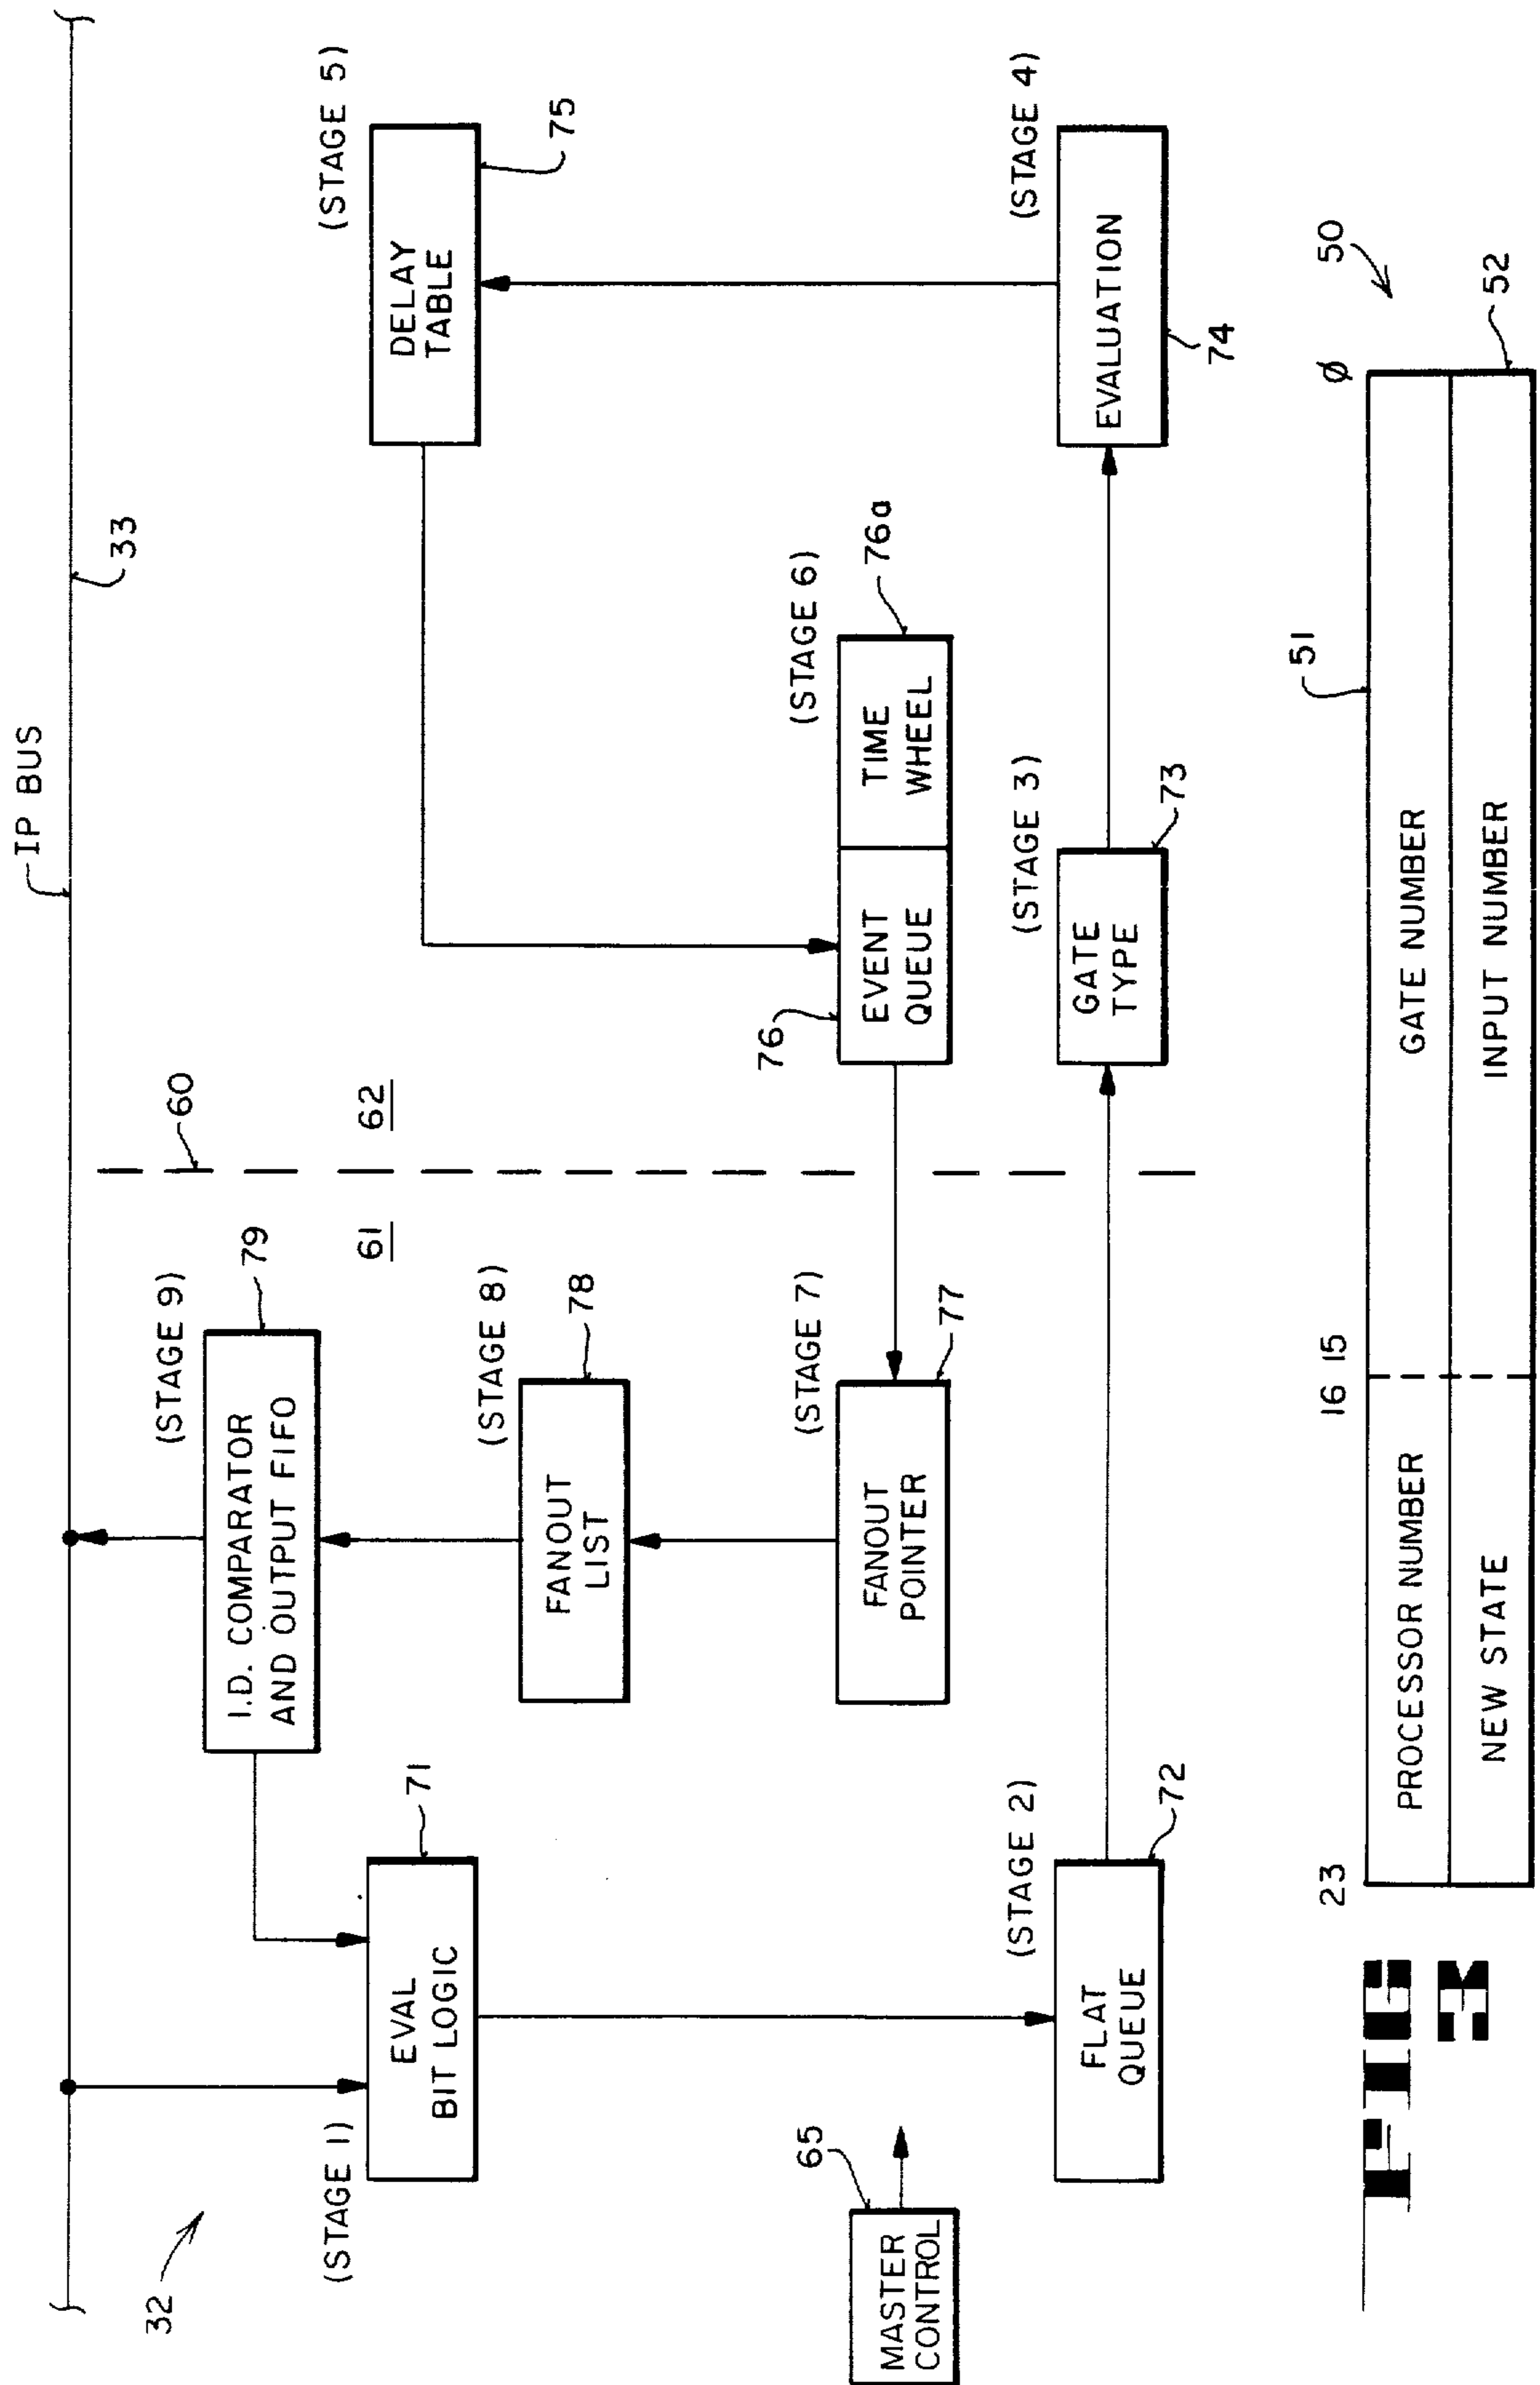 IP BUS
33
32
(STAGE 1)
EVAL
BIT LOGIC
71
(STAGE 9)
I.D. COMPARATOR
AND OUTPUT FIFO
79
60
61
62
(STAGE 5)
DELAY
TABLE
75
(STAGE 8)
FANOUT
LIST
78
(STAGE 7)
FANOUT
POINTER
77
(STAGE 6)
76
EVENT
QUEUE
TIME
WHEEL
76a
65
MASTER
CONTROL
(STAGE 2)
FLAT
QUEUE
72
(STAGE 3)
GATE
TYPE
73
(STAGE 4)
EVALUATION
74
50
51
52
23
16 15
Ø
PROCESSOR NUMBER
GATE NUMBER
NEW STATE
INPUT NUMBER